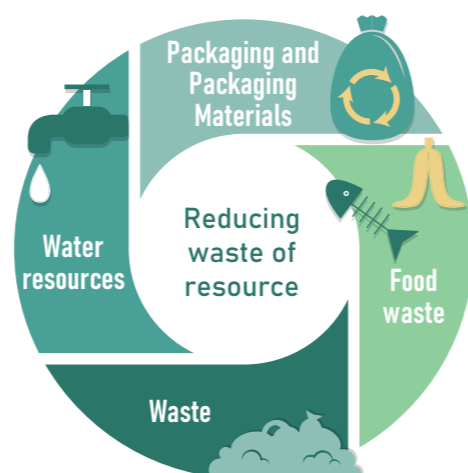 Packaging and
Packaging
Materials
Reducing
waste of
resource
Water
resources
Food
waste
Waste